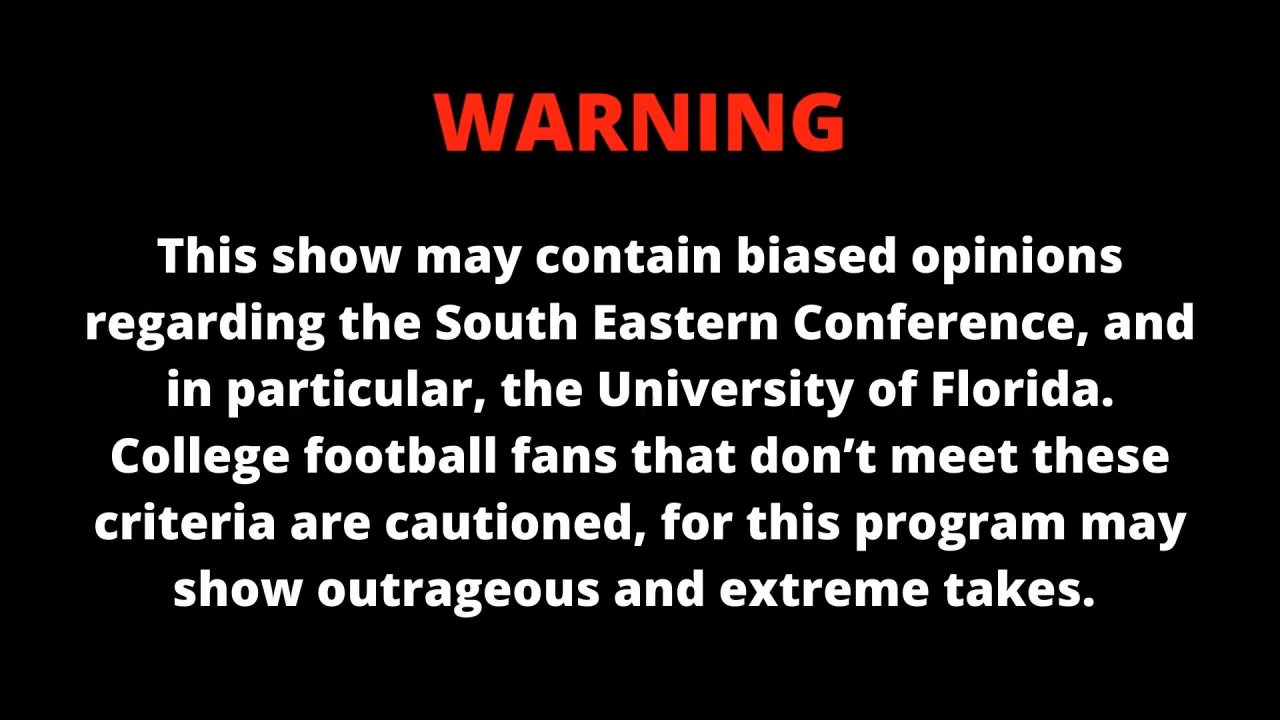 WARNING
This show may contain biased opinions
regarding the South Eastern Conference, and
in particular, the University of Florida.
College football fans that don’t meet these
criteria are cautioned, for this program may
show outrageous and extreme takes.